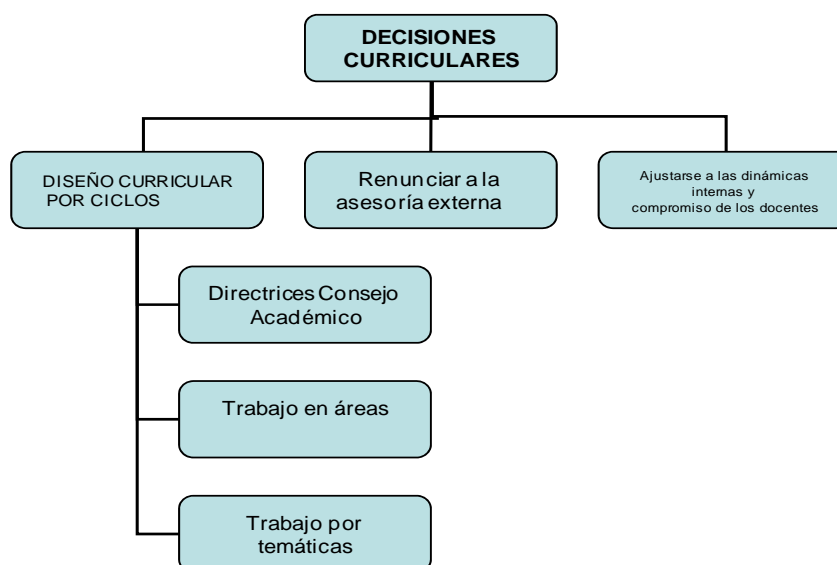 DECISIONES
CURRICULARES
DISEÑO CURRICULAR
POR CICLOS
Renunciar a la
asesoría externa
Ajustarse a las dinámicas
internas y
compromiso de los docentes
Directrices Consejo
Académico
Trabajo en áreas
Trabajo por
temáticas